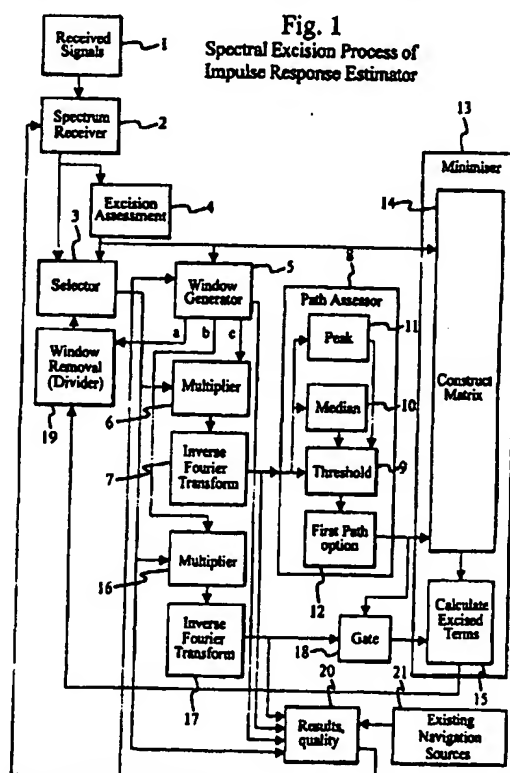 Fig. 1
Spectral Excision Process of
Impulse Response Estimator
Received
Signals
1
Spectrum
Receiver
2
13
Minimiser
14
Excision
Assessment
4
3
Selector
5
Window
Generator
8
Path Assessor
a
b
c
Peak
11
Window
Removal
(Divider)
19
Multiplier
6
Median
10
Construct
Matrix
Inverse
Fourier
Transform
7
Threshold
9
First Path
option
12
Multiplier
16
Inverse
Fourier
Transform
17
Gate
18
Calculate
Excised
Terms
15
20
Results,
quality
21
Existing
Navigation
Sources